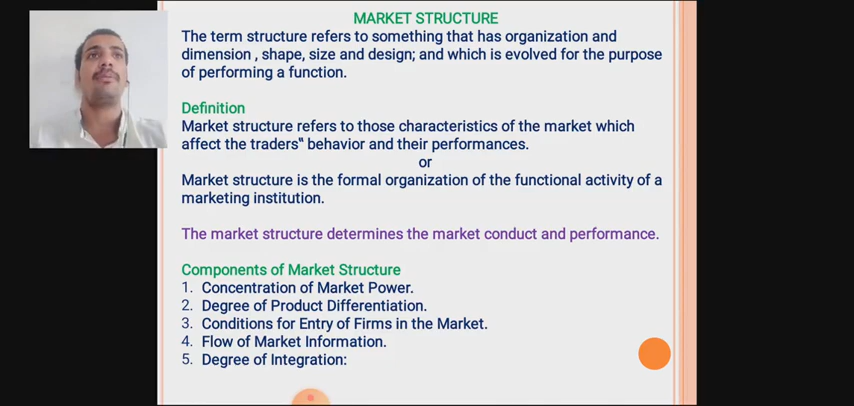 MARKET STRUCTURE
The term structure refers to something that has organization and
dimension , shape, size and design; and which is evolved for the purpose
of performing a function.
Definition
Market structure refers to those characteristics of the market which
affect the traders‟ behavior and their performances.
or
Market structure is the formal organization of the functional activity of a
marketing institution.
The market structure determines the market conduct and performance.
Components of Market Structure
1. Concentration of Market Power.
2. Degree of Product Differentiation.
3. Conditions for Entry of Firms in the Market.
4. Flow of Market Information.
5. Degree of Integration: